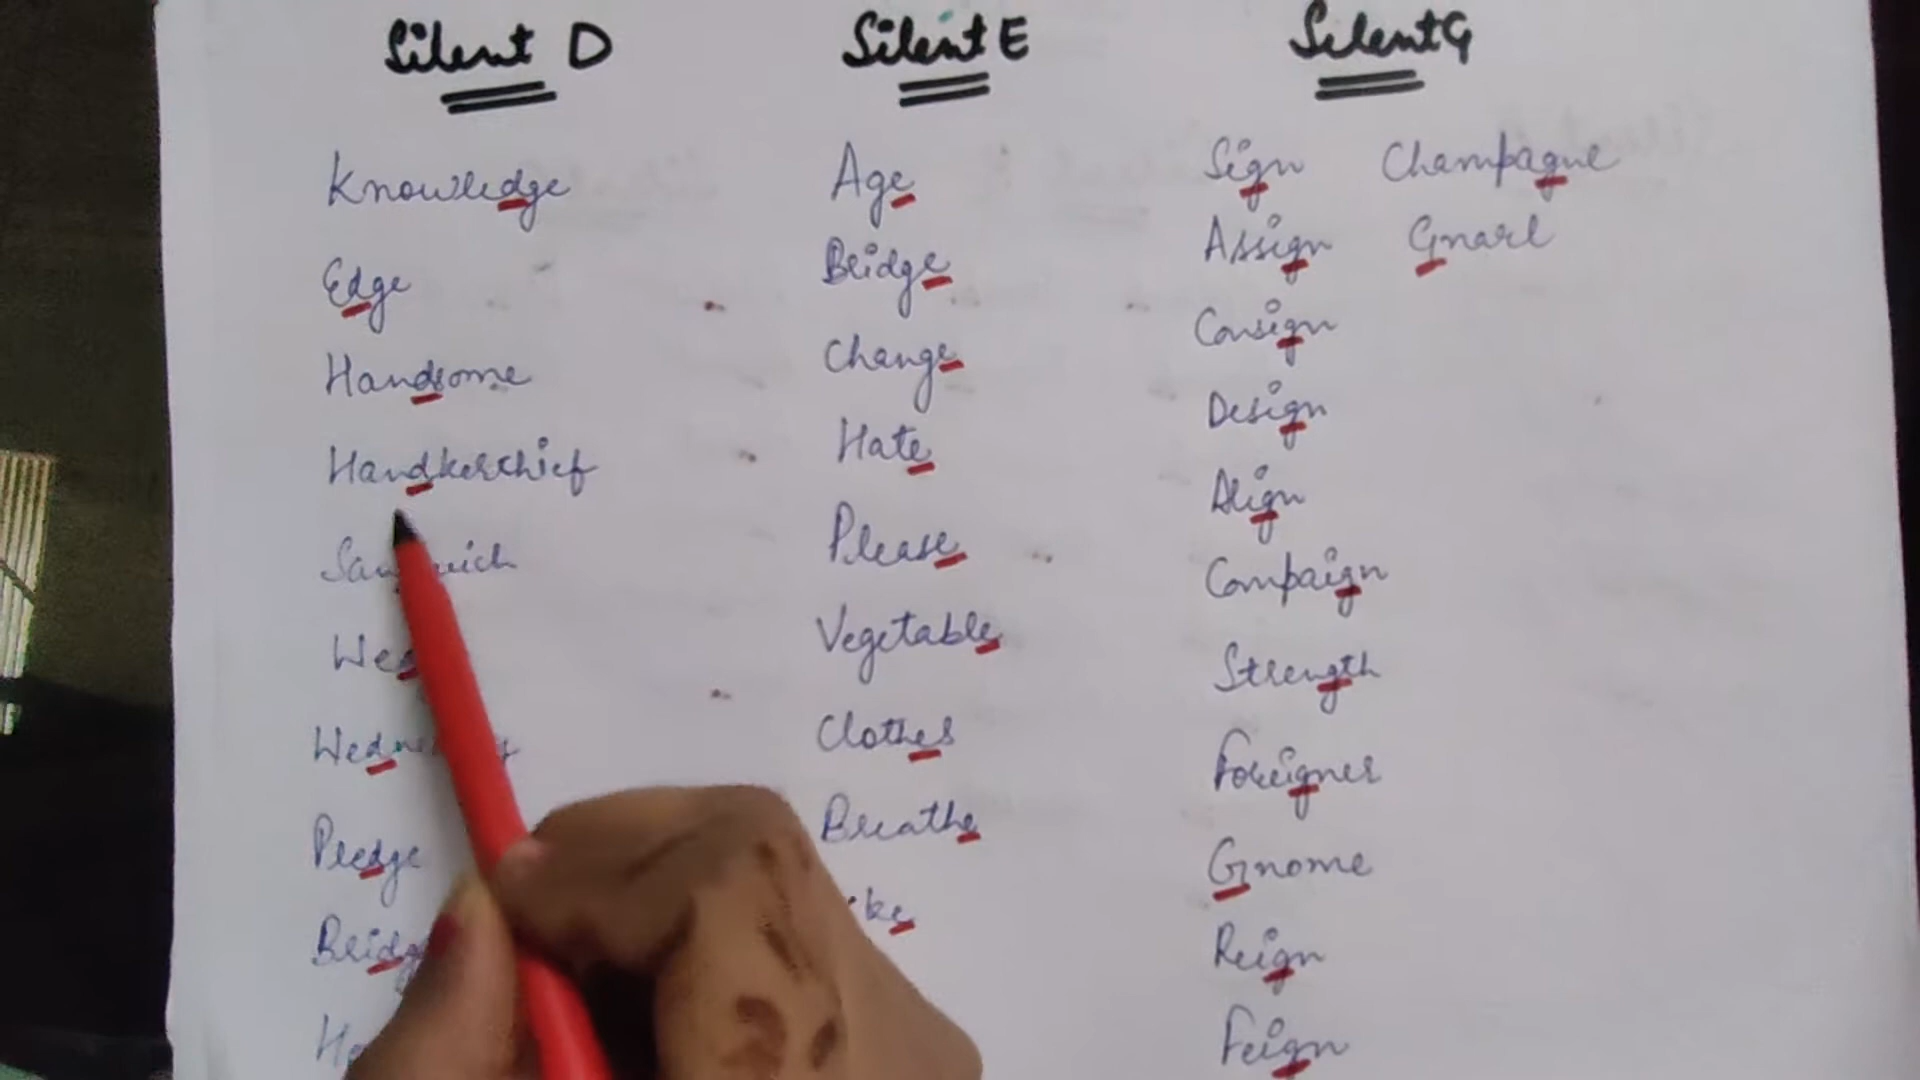 Silent D
Knowledge
Edge
Handsome
Handkerchief
Pledge
Silent E
Age
Bridge
Change
Hate
Please
Vegetable
Clothes
Breathe
Silent G
Sign Champagne
Assign Gnarl
Consign
Design
Align
Compaign
Strength
Foreigner
Gnome
Reign
Feign